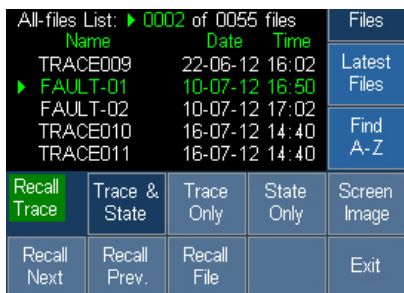 All-files List: ▶ 0002 of 0055 files
Files
Name Date Time
TRACE009 22-06-12 16:02
▶ FAULT-01 10-07-12 16:50
FAULT-02 10-07-12 17:02
TRACE010 16-07-12 14:40
TRACE011 16-07-12 14:40
Latest
Files
Find
A-Z
Recall
Trace
Trace &
State
Trace
Only
State
Only
Screen
Image
Recall
Next
Recall
Prev.
Recall
File
Exit